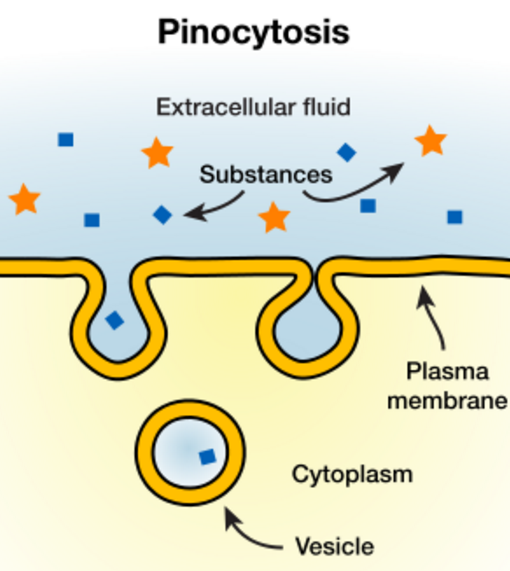 Pinocytosis
Extracellular fluid
Substances
Plasma
membrane
Cytoplasm
Vesicle